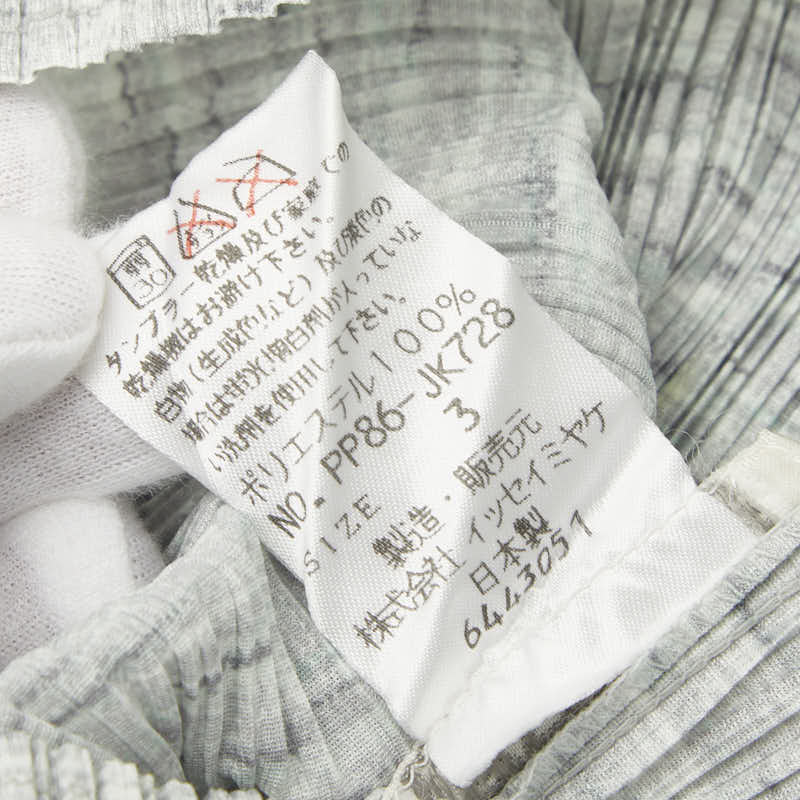 弱
30
タンブラー乾燥及び家庭での
乾燥機はお避け下さい。
白物(生成やなど)及び淡やの
場合は蛍光増白剤が入っていな
い洗剤を使用して下さい。
ポリエステル100%
NO-PP86-JK728
SIZE 3
製造・販売元
株式会社 イッセイミヤケ
日本製
6443051